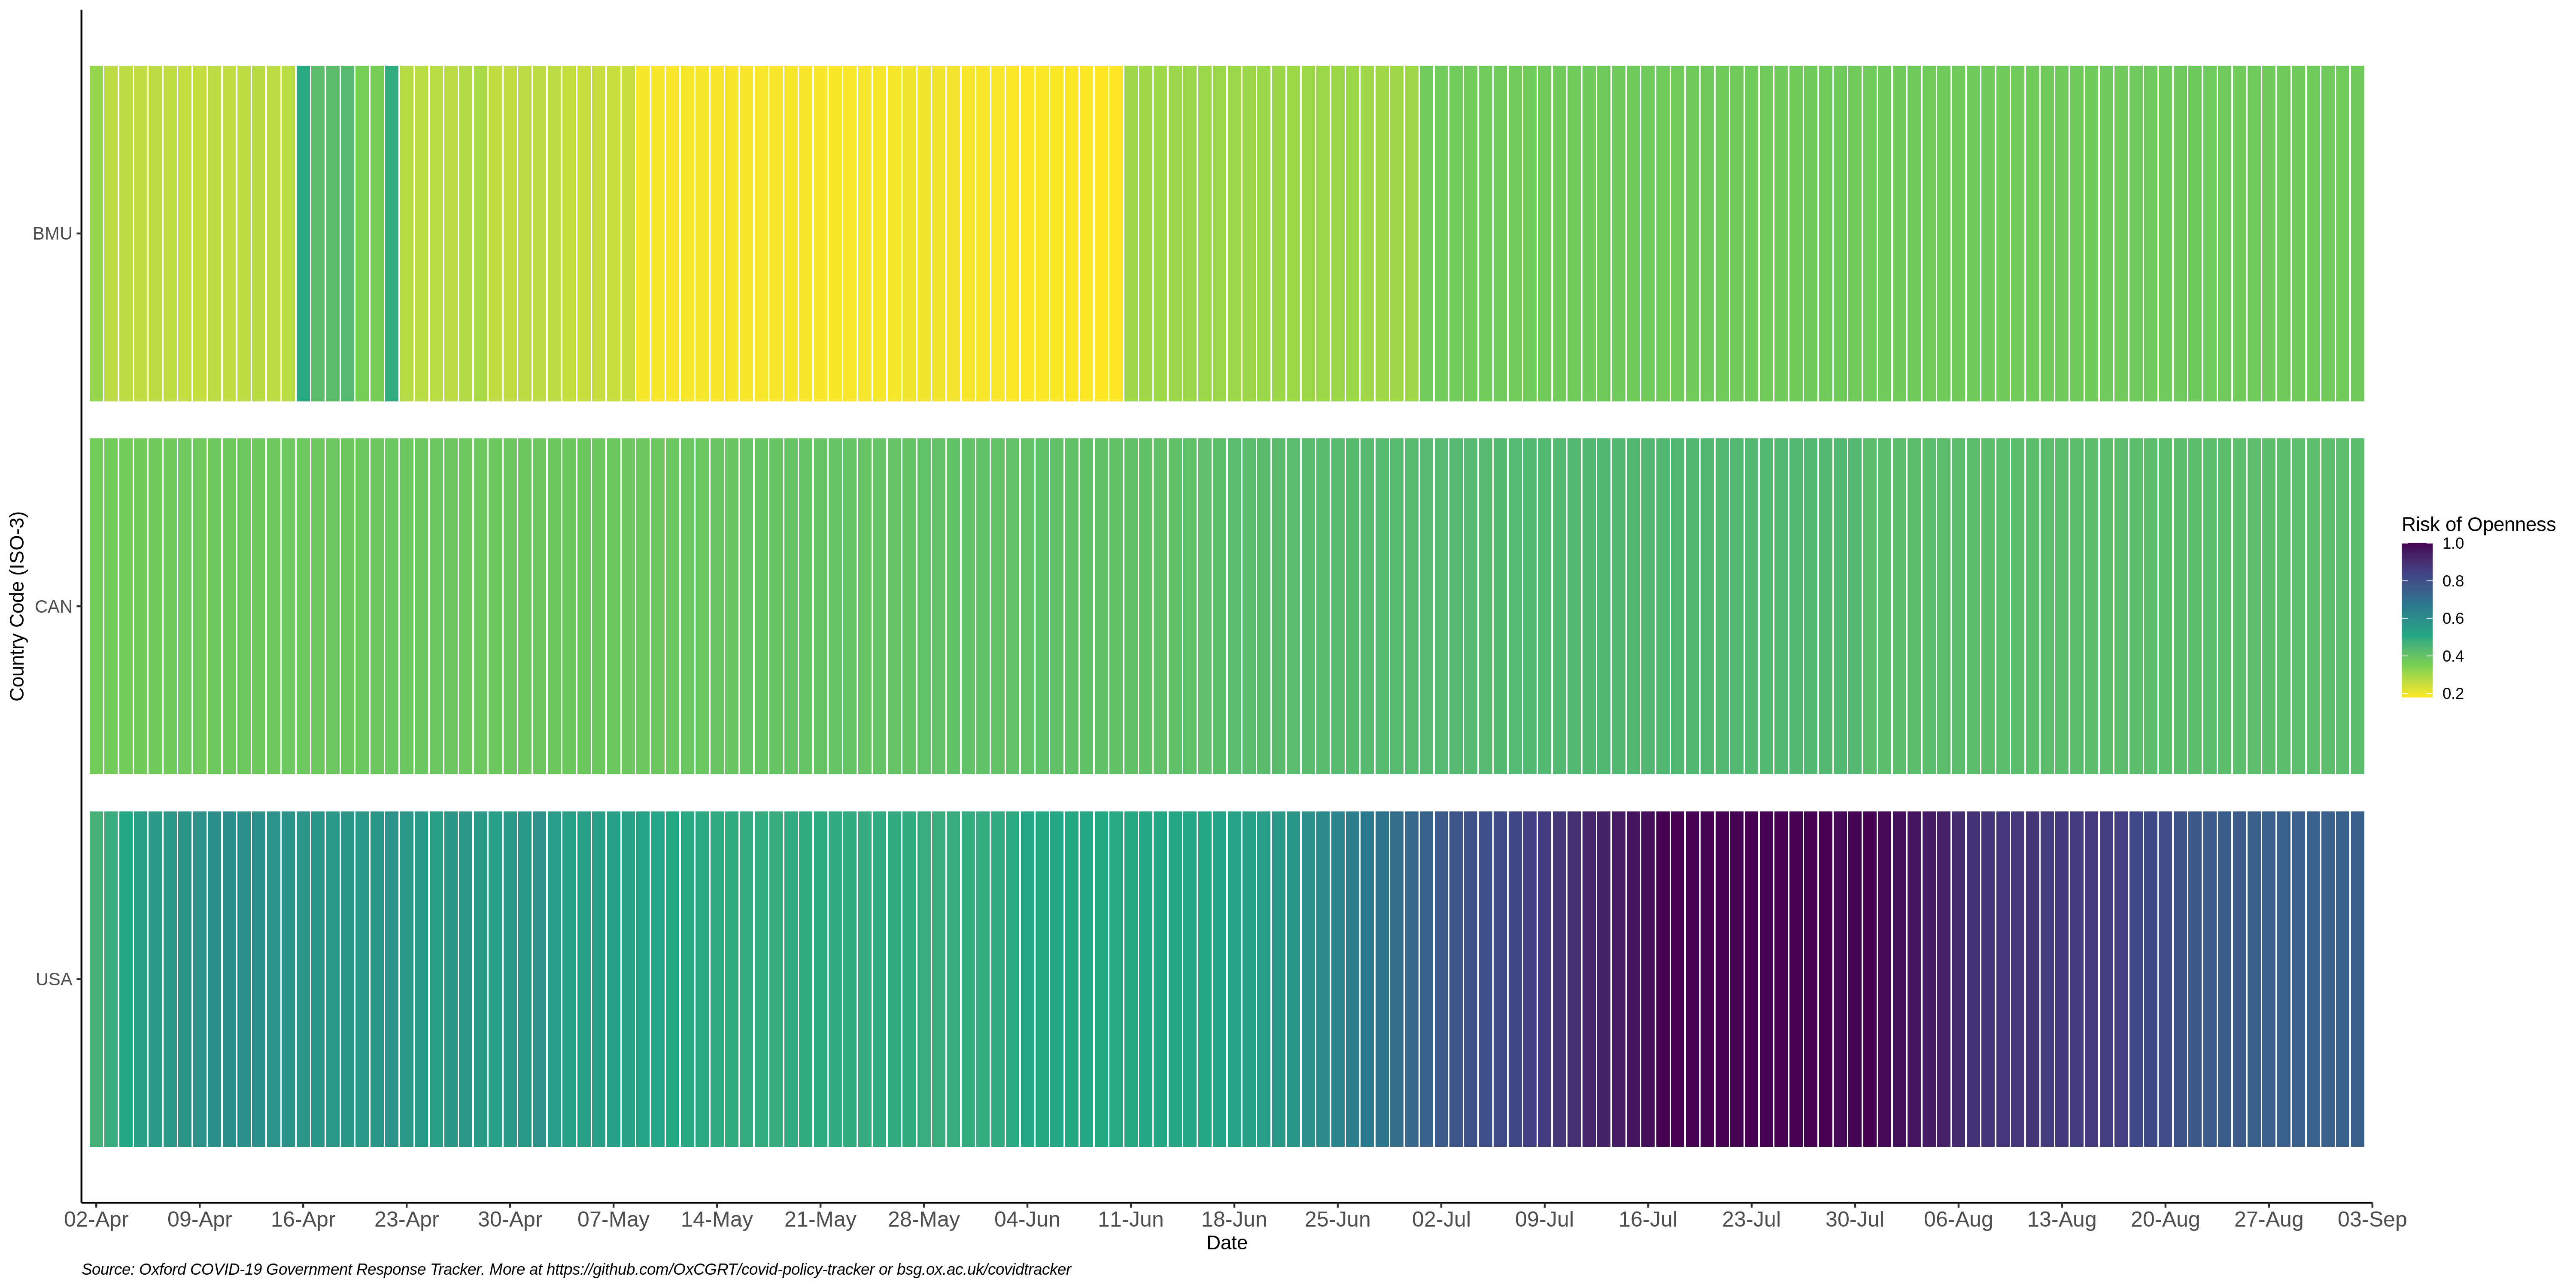 BMU
CAN
USA
Country Code (ISO-3)
Risk of Openness
1.0
0.8
0.6
0.4
0.2
02-Apr 09-Apr 16-Apr 23-Apr 30-Apr 07-May 14-May 21-May 28-May 04-Jun 11-Jun 18-Jun 25-Jun 02-Jul 09-Jul 16-Jul 23-Jul 30-Jul 06-Aug 13-Aug 20-Aug 27-Aug 03-Sep
Date
Source: Oxford COVID-19 Government Response Tracker. More at https://github.com/OxCGRT/covid-policy-tracker or bsg.ox.ac.uk/covidtracker